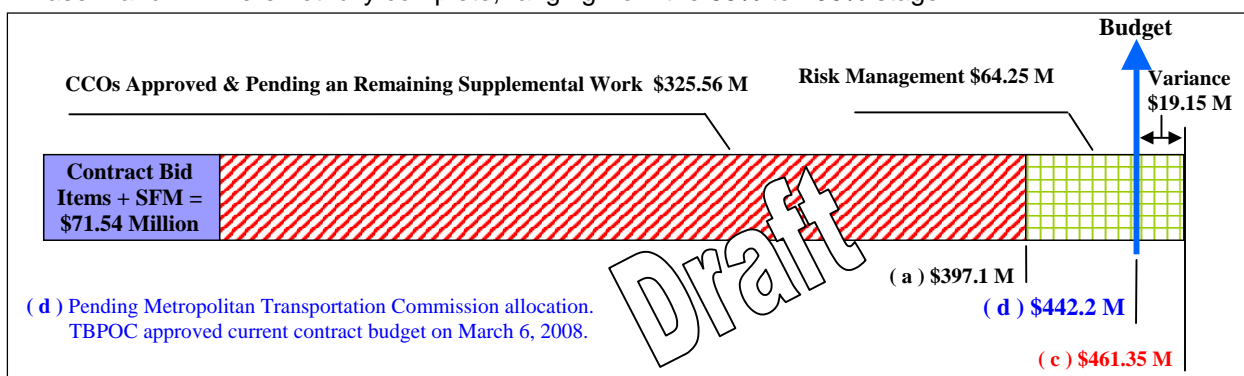 Budget
CCOs Approved & Pending an Remaining Supplemental Work $325.56 M
Risk Management $64.25 M
Variance
$19.15 M
Contract Bid
Items + SFM =
$71.54 Million
Draft
( a ) $397.1 M
( d ) Pending Metropolitan Transportation Commission allocation.
TBPOC approved current contract budget on March 6, 2008.
( d ) $442.2 M
( c ) $461.35 M